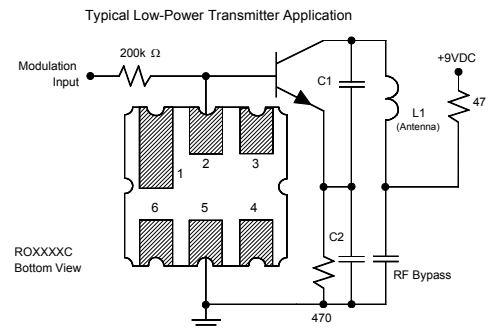 Typical Low-Power Transmitter Application
200k Ω
Modulation
Input
C1
+9VDC
47
L1
(Antenna)
1
2
3
6
5
4
C2
ROXXXXC
Bottom View
RF Bypass
470